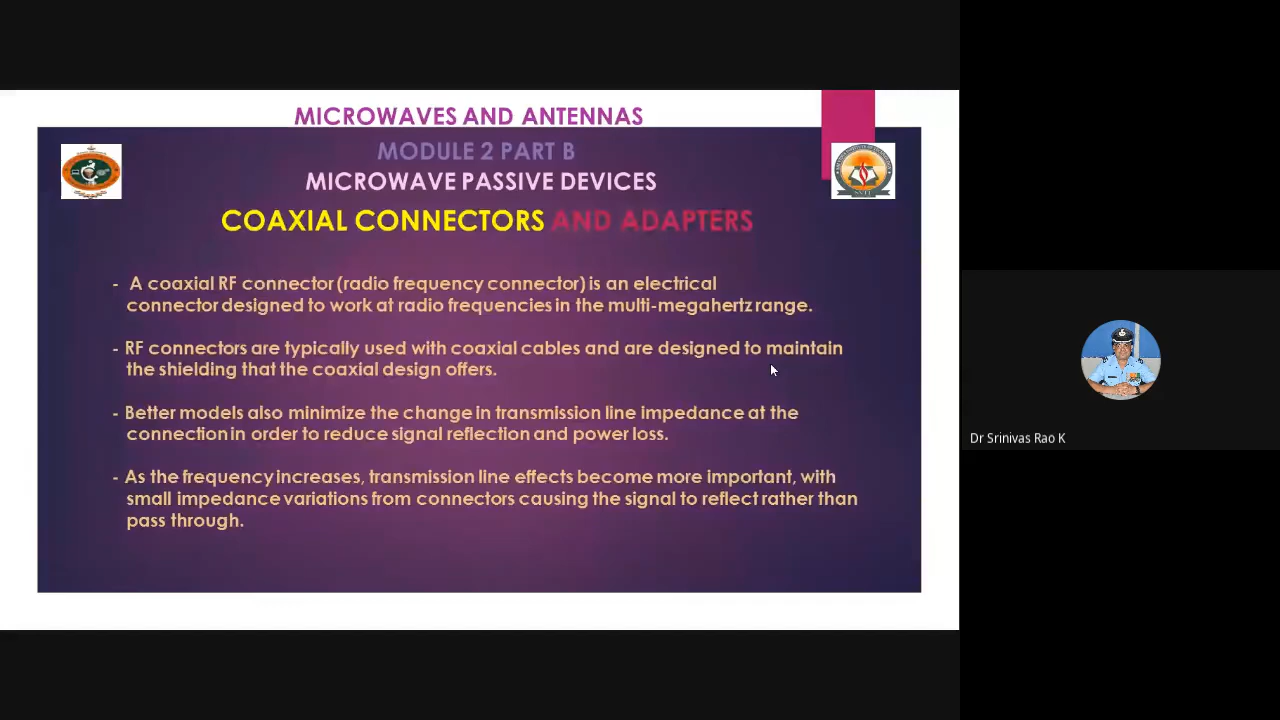 MICROWAVES AND ANTENNAS
MODULE 2 PART B
MICROWAVE PASSIVE DEVICES
COAXIAL CONNECTORS AND ADAPTERS
- A coaxial RF connector (radio frequency connector) is an electrical
connector designed to work at radio frequencies in the multi-megahertz range.
- RF connectors are typically used with coaxial cables and are designed to maintain
the shielding that the coaxial design offers.
- Better models also minimize the change in transmission line impedance at the
connection in order to reduce signal reflection and power loss.
- As the frequency increases, transmission line effects become more important, with
small impedance variations from connectors causing the signal to reflect rather than
pass through.
Dr Srinivas Rao K